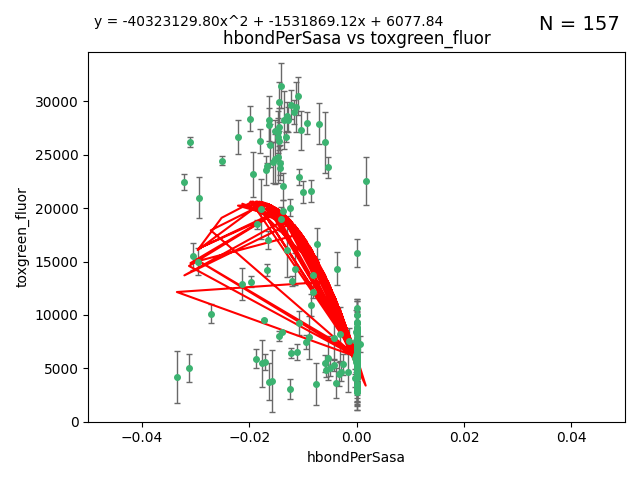 y = -40323129.80x^2 + -1531869.12x + 6077.84
N = 157
hbondPerSasa vs toxgreen_fluor
toxgreen_fluor
30000
25000
20000
15000
10000
5000
0
−0.04
−0.02
0.00
0.02
0.04
hbondPerSasa